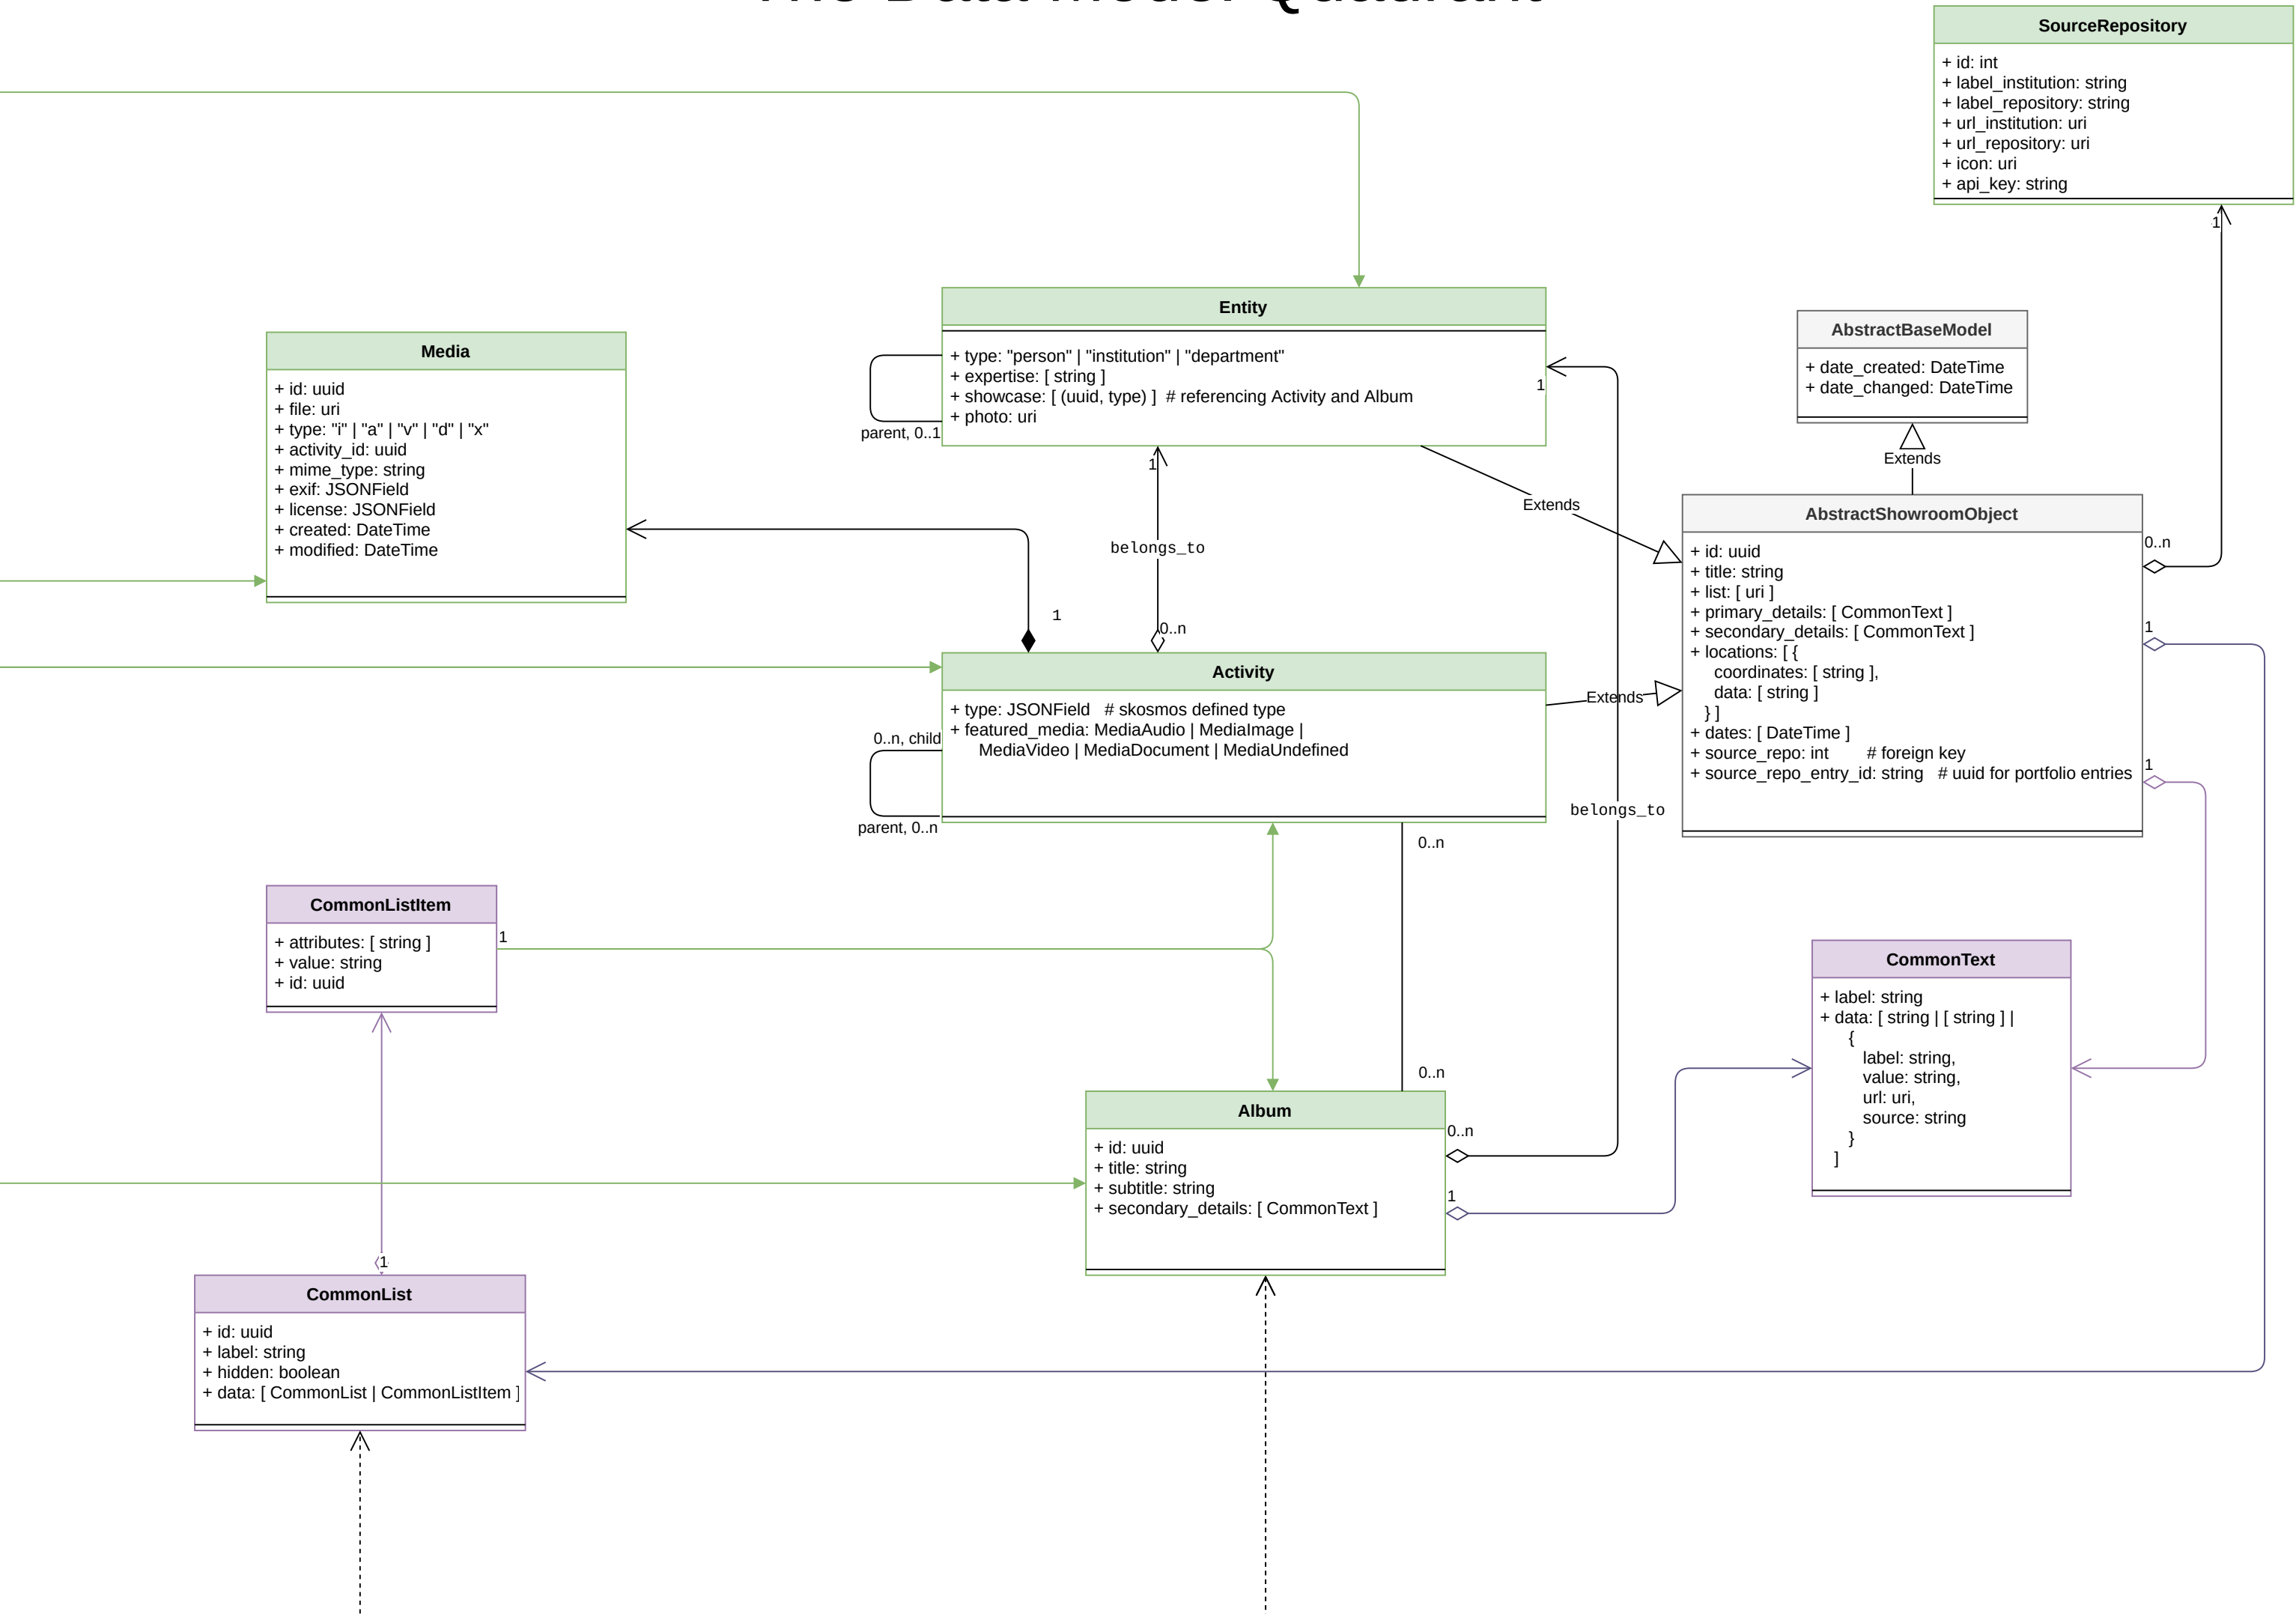 The Data Model Quadrant
SourceRepository
+ id: int
+ label_institution: string
+ label_repository: string
+ url_institution: uri
+ url_repository: uri
+ icon: uri
+ api_key: string
1
Entity
+ type: "person" | "institution" | "department"
+ expertise: [ string ]
+ showcase: [ (uuid, type) ]  # referencing Activity and Album
+ photo: uri
parent, 0..1
1
1
AbstractBaseModel
+ date_created: DateTime
+ date_changed: DateTime
Extends
Media
+ id: uuid
+ file: uri
+ type: "i" | "a" | "v" | "d" | "x"
+ activity_id: uuid
+ mime_type: string
+ exif: JSONField
+ license: JSONField
+ created: DateTime
+ modified: DateTime
Extends
belongs_to
1
0..n
AbstractShowroomObject
+ id: uuid
+ title: string
+ list: [ uri ]
+ primary_details: [ CommonText ]
+ secondary_details: [ CommonText ]
+ locations: [ {
coordinates: [ string ],
data: [ string ]
} ]
+ dates: [ DateTime ]
+ source_repo: int        # foreign key
+ source_repo_entry_id: string   # uuid for portfolio entries
0..n
1
1
Activity
+ type: JSONField   # skosmos defined type
+ featured_media: MediaAudio | MediaImage |
MediaVideo | MediaDocument | MediaUndefined
0..n, child
parent, 0..n
Extends
belongs_to
0..n
CommonListItem
+ attributes: [ string ]
+ value: string
+ id: uuid
1
CommonText
+ label: string
+ data: [ string | [ string ] |
{
label: string,
value: string,
url: uri,
source: string
}
]
0..n
Album
+ id: uuid
+ title: string
+ subtitle: string
+ secondary_details: [ CommonText ]
0..n
1
1
CommonList
+ id: uuid
+ label: string
+ hidden: boolean
+ data: [ CommonList | CommonListItem ]